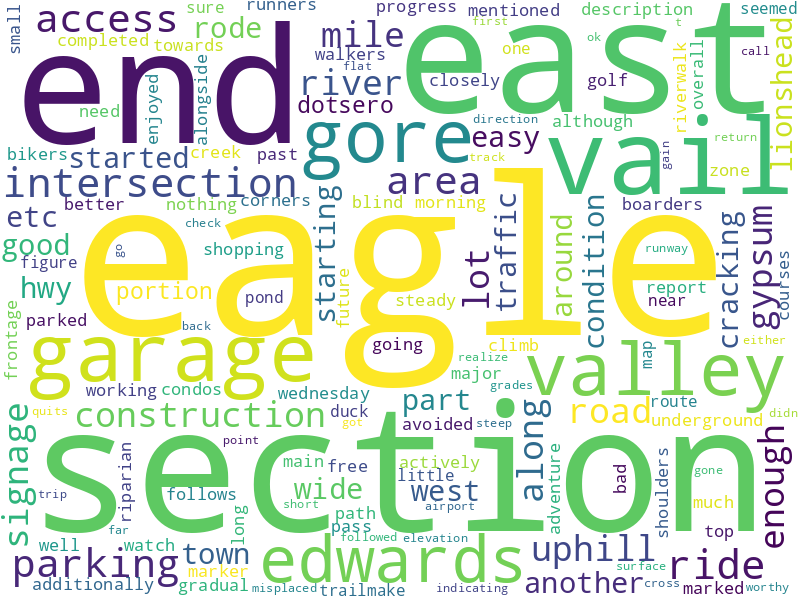 small
access
sure
runners
progress
mentioned
description
seemed
completed
towards
rode
mile
walkers
one
first
t
ok
call
end
east
flat
closely
golf
riverwalk
overall
lionshead
need
enjoyed
alongside
river
dotsero
gore
easy
although
direction
vail
return
gain
zone
bikers
started
creek
past
track
intersection
area
etc
better
nothing
corners
blind
morning
boarders
good
check
go
shopping
starting
lot
traffic
around
condition
cracking
gypsum
courses
runway
figure
hwy
portion
pond
future
steady
report
near
eagle
frontage
parked
back
going
climb
realize
map
either
garage
major
grades
valley
working
condos
wednesday
duck
part
avoided
steep
along
road
route
underground
didn
quits
construction
got
signage
point
main
free
actively
little
bad
shoulders
much
gone
enough
section
trip
riparian
follows
wide
west
airport
adventure
top
far
long
path
pass
well
watch
town
short
followed
elevation
uphill
surface
parking
marker
edwards
another
ride
cross
worthy
additionally
gradual
misplaced
trailmake
indicating
marked